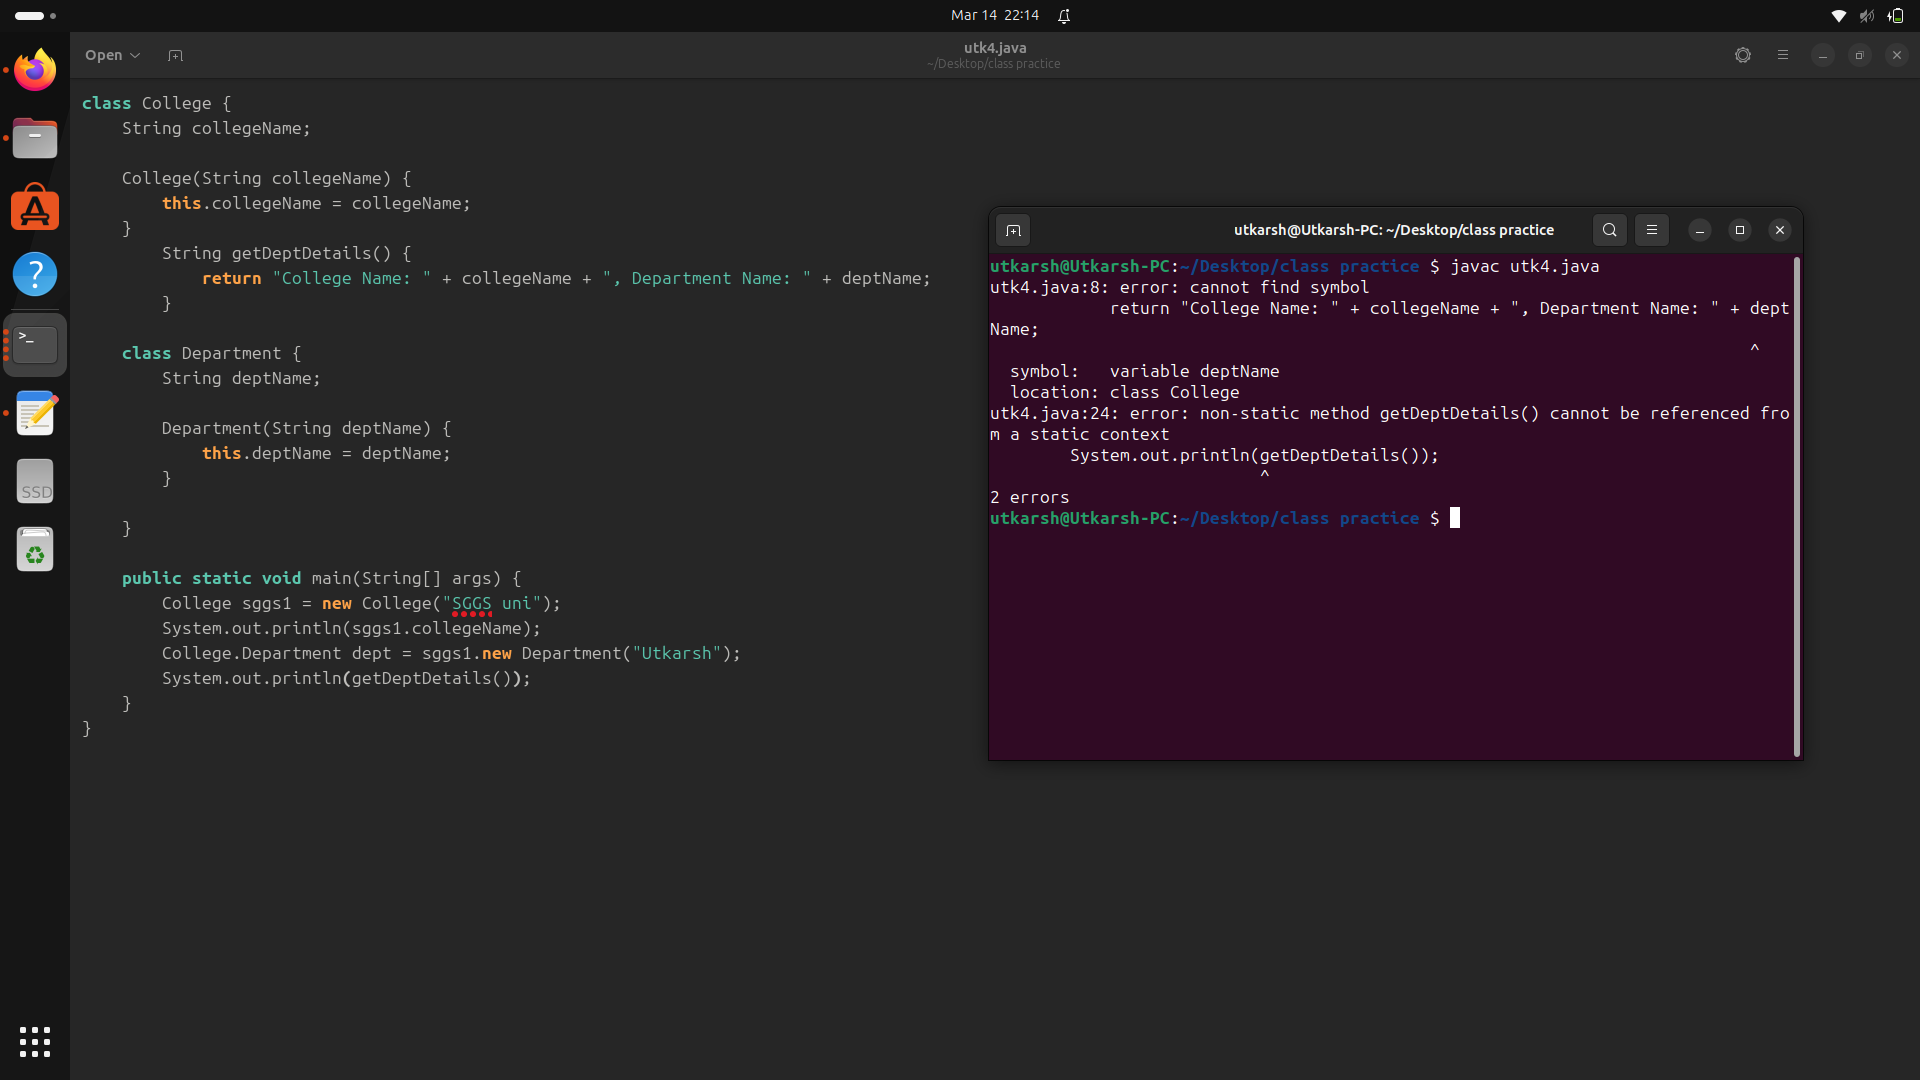 Mar 14 22:14
Open
utk4.java
~/Desktop/class practice
class College {
    String collegeName;

    College(String collegeName) {
        this.collegeName = collegeName;
    }
        String getDeptDetails() {
            return "College Name: " + collegeName + ", Department Name: " + deptName;
        }

    class Department {
        String deptName;

        Department(String deptName) {
            this.deptName = deptName;
        }

    }

    public static void main(String[] args) {
        College sggs1 = new College("SGGS uni");
        System.out.println(sggs1.collegeName);
        College.Department dept = sggs1.new Department("Utkarsh");
        System.out.println(getDeptDetails());
    }
}
utkarsh@Utkarsh-PC: ~/Desktop/class practice
utkarsh@Utkarsh-PC:~/Desktop/class practice $ javac utk4.java
utk4.java:8: error: cannot find symbol
            return "College Name: " + collegeName + ", Department Name: " + dept
Name;
                                                                            ^
  symbol:   variable deptName
  location: class College
utk4.java:24: error: non-static method getDeptDetails() cannot be referenced fro
m a static context
        System.out.println(getDeptDetails());
                           ^
2 errors
utkarsh@Utkarsh-PC:~/Desktop/class practice $
>_
SSD